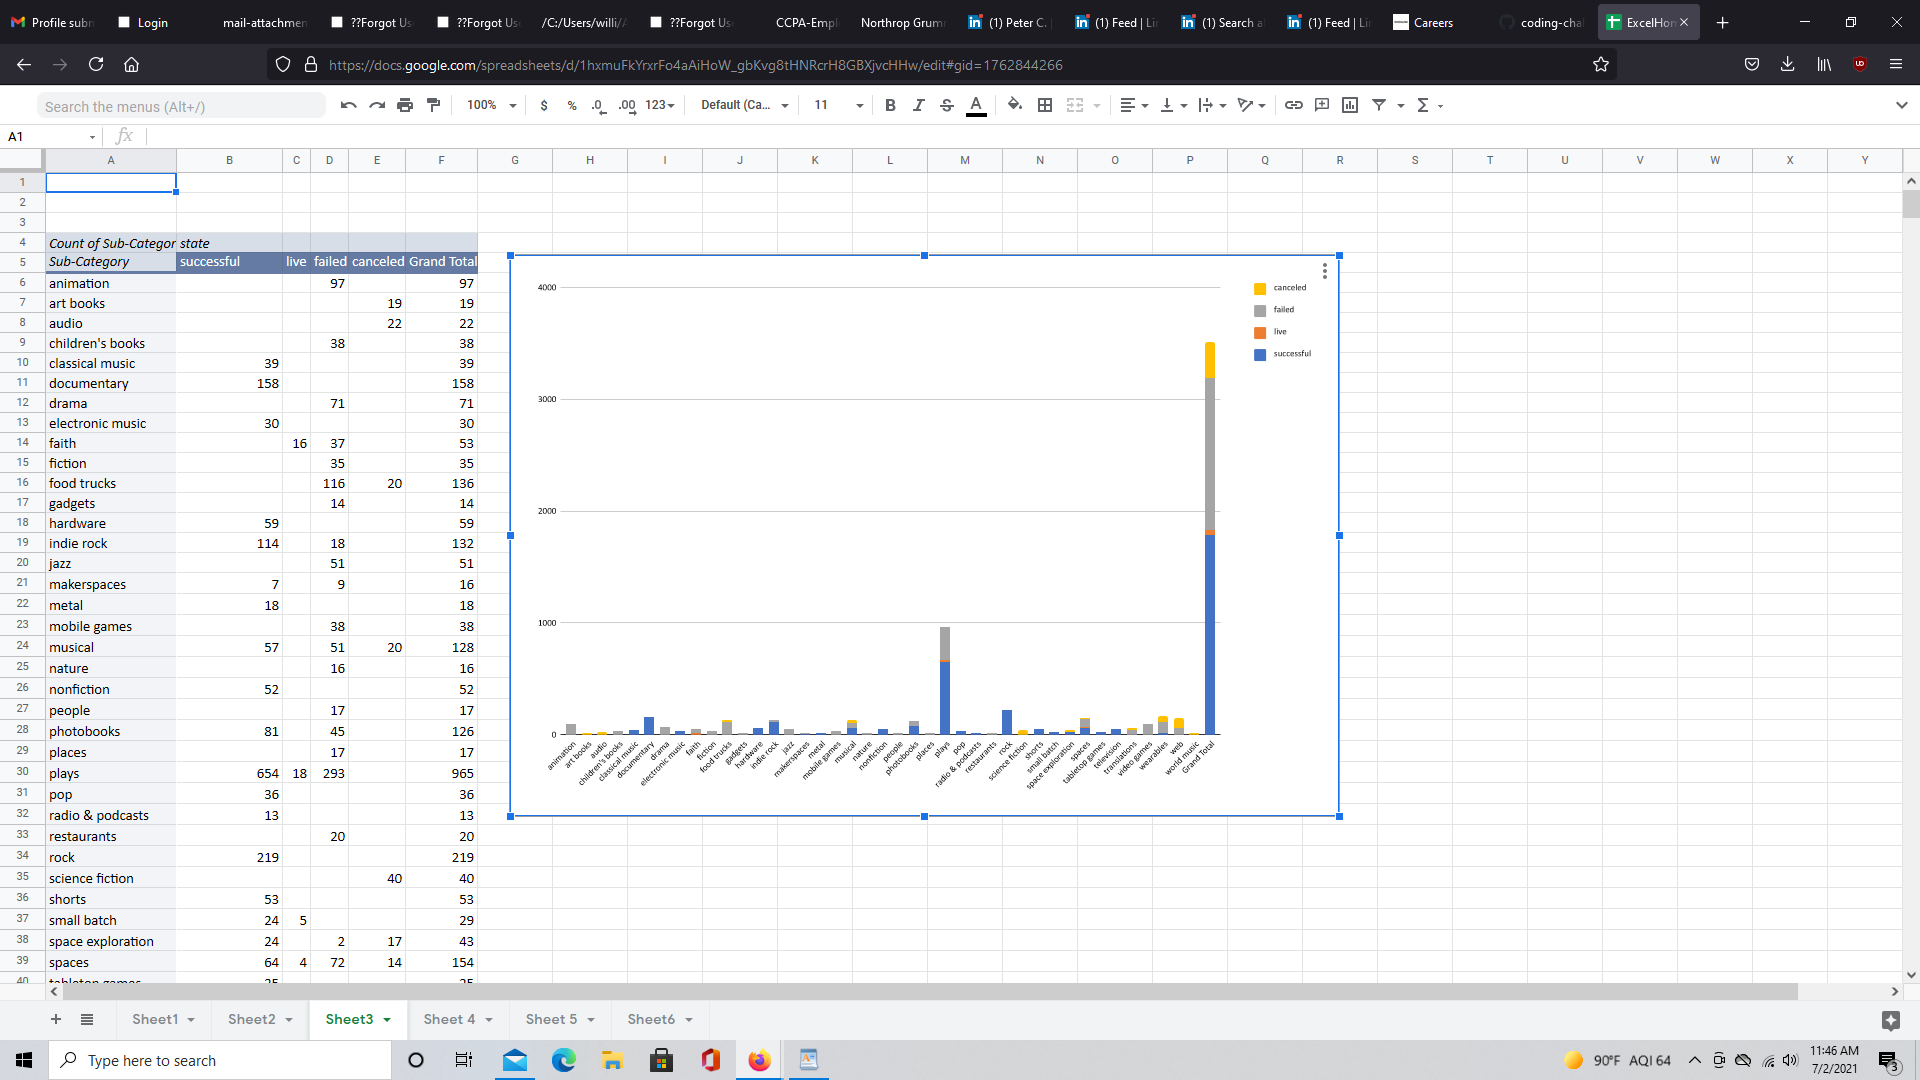 Profile subn
Login
mail-attachmen
??Forgot Us
??Forgot Us
/C:/Users/willi/A
??Forgot Us
CCPA-Empl
Northrop Grum
(1) Peter C.
(1) Feed | Li
(1) Search a
(1) Feed | Li
Careers
coding-chal
ExcelHon
https://docs.google.com/spreadsheets/d/1hxmuFkYrxrFo4aAiHoW_gbKvg8tHNRcrH8GBXjvcHHw/edit#gid=1762844266
Search the menus (Alt+/)
100%
$
%
.0
.00
123
Default (Ca...
11
B
I
S
A
Σ
A1
fx
A B C D E F G H I J K L M N O P Q R S T U V W X Y
1
2
3
4 Count of Sub-Categor state
5 Sub-Category successful live failed canceled Grand Total
6 animation 97 97
7 art books 19 19
8 audio 22 22
9 children's books 38 38
10 classical music 39 39
11 documentary 158 158
12 drama 71 71
13 electronic music 30 30
14 faith 16 37 53
15 fiction 35 35
16 food trucks 116 20 136
17 gadgets 14 14
18 hardware 59 59
19 indie rock 114 18 132
20 jazz 51 51
21 makerspaces 7 9 16
22 metal 18 18
23 mobile games 38 38
24 musical 57 51 20 128
25 nature 16 16
26 nonfiction 52 52
27 people 17 17
28 photobooks 81 45 126
29 places 17 17
30 plays 654 18 293 965
31 pop 36 36
32 radio & podcasts 13 13
33 restaurants 20 20
34 rock 219 219
35 science fiction 40 40
36 shorts 53 53
37 small batch 24 5 29
38 space exploration 24 2 17 43
39 spaces 64 4 72 14 154
40 tabletop games 25 25
4000
3000
2000
1000
0
canceled
failed
live
successful
animation
art books
audio
children's books
classical music
documentary
drama
electronic music
faith
fiction
food trucks
gadgets
hardware
indie rock
jazz
makerspaces
metal
mobile games
musical
nature
nonfiction
people
photobooks
places
plays
pop
radio & podcasts
restaurants
rock
science fiction
shorts
small batch
space exploration
spaces
tabletop games
television
translations
video games
wearables
web
world music
Grand Total
Sheet1
Sheet2
Sheet3
Sheet 4
Sheet 5
Sheet6
Type here to search
90°F AQI 64
11:46 AM
7/2/2021
3